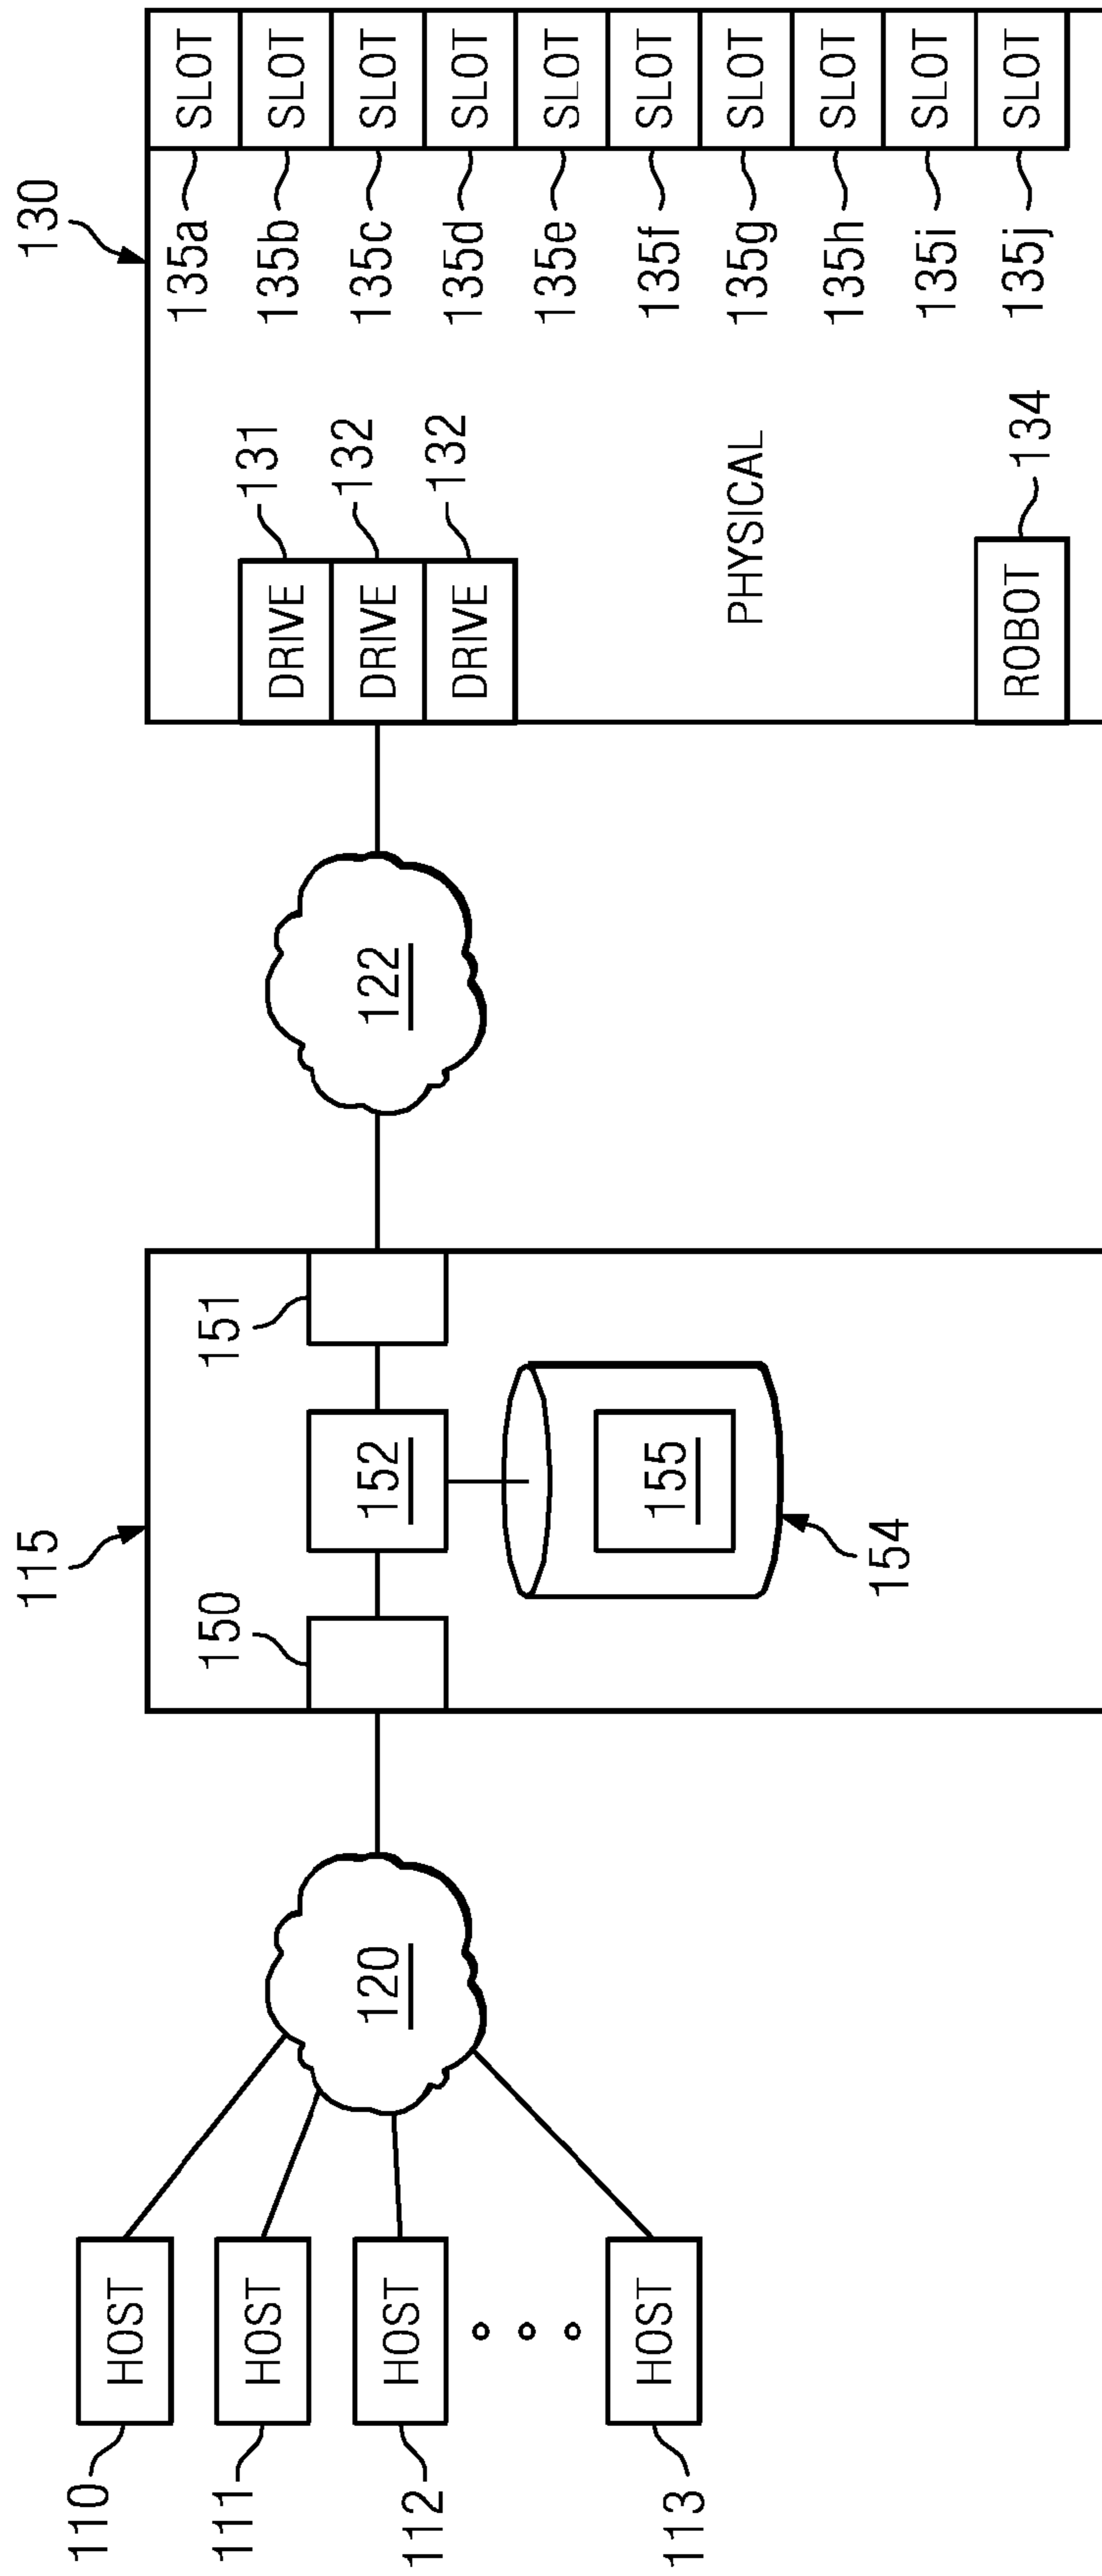 110
HOST
111
HOST
112
HOST
113
HOST
120
115
150
152
151
155
154
122
130
DRIVE
131
DRIVE
132
DRIVE
132
PHYSICAL
ROBOT
134
135a
SLOT
135b
SLOT
135c
SLOT
135d
SLOT
135e
SLOT
135f
SLOT
135g
SLOT
135h
SLOT
135i
SLOT
135j
SLOT